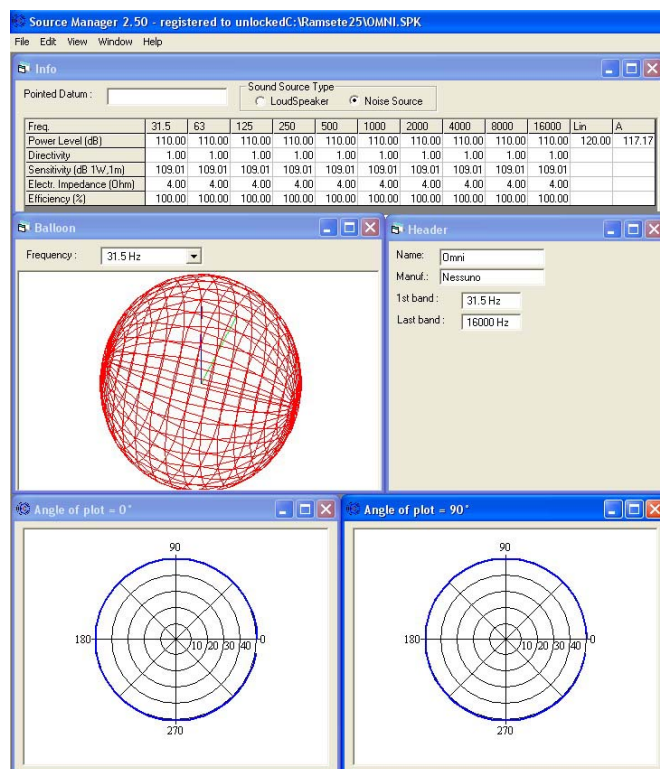 Source Manager 2.50 - registered to unlockedC:\Ramsete25\OMNI.SPK
File Edit View Window Help
Info
Pointed Datum :
Sound Source Type
LoudSpeaker Noise Source
Freq. 31.5 63 125 250 500 1000 2000 4000 8000 16000 Lin A
Power Level (dB) 110.00 110.00 110.00 110.00 110.00 110.00 110.00 110.00 110.00 110.00 120.00 117.17
Directivity 1.00 1.00 1.00 1.00 1.00 1.00 1.00 1.00 1.00 1.00
Sensitivity (dB 1W,1m) 109.01 109.01 109.01 109.01 109.01 109.01 109.01 109.01 109.01 109.01
Electr. Impedance (Ohm) 4.00 4.00 4.00 4.00 4.00 4.00 4.00 4.00 4.00 4.00
Efficiency (%) 100.00 100.00 100.00 100.00 100.00 100.00 100.00 100.00 100.00 100.00
Balloon
Frequency : 31.5 Hz
Header
Name: Omni
Manuf.: Nessuno
1st band : 31.5 Hz
Last band : 16000 Hz
Angle of plot = 0°
90
180 10 20 30 40 0
270
Angle of plot = 90°
90
180 10 20 30 40 0
270